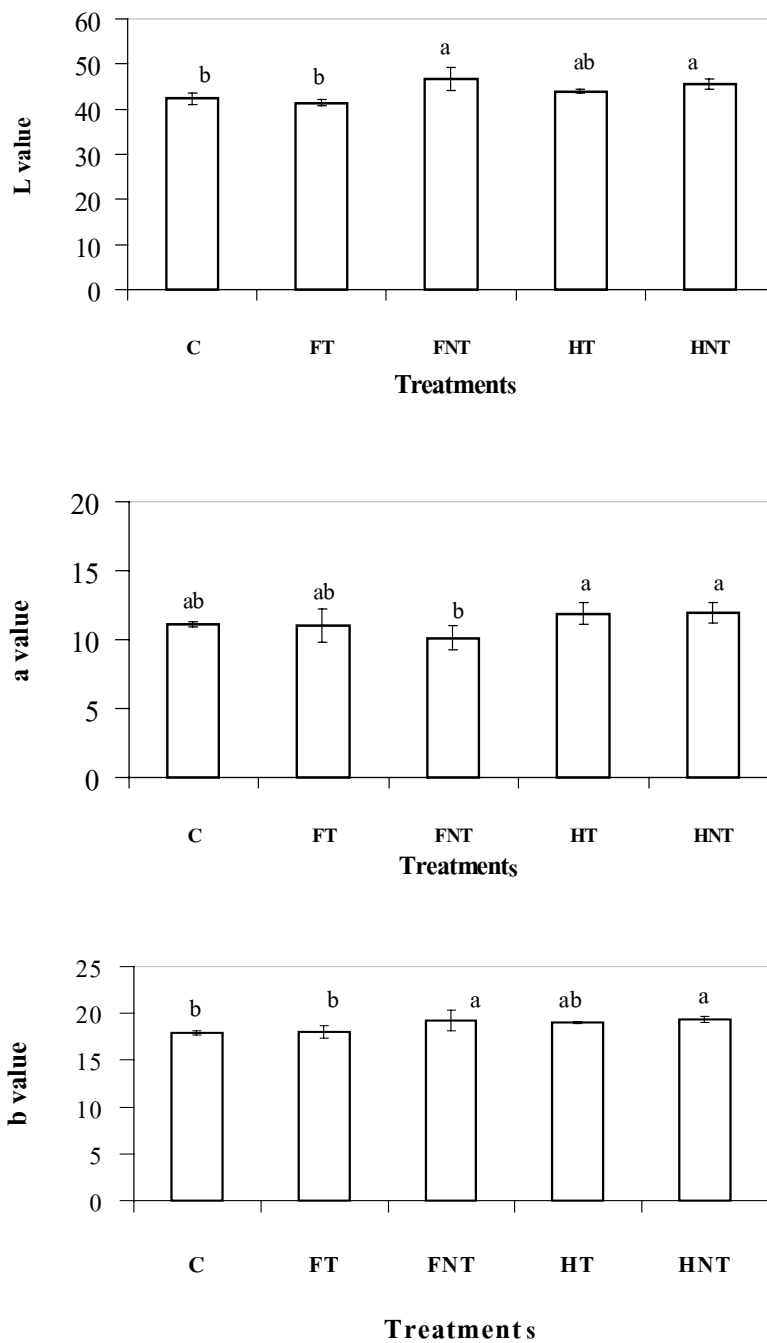 60
50
40
30
20
10
0
L value
b b a ab a
C FT FNT HT HNT
Treatments
20
15
10
5
0
a value
ab ab b a a
C FT FNT HT HNT
Treatments
25
20
15
10
5
0
b value
b b a ab a
C FT FNT HT HNT
Treatments